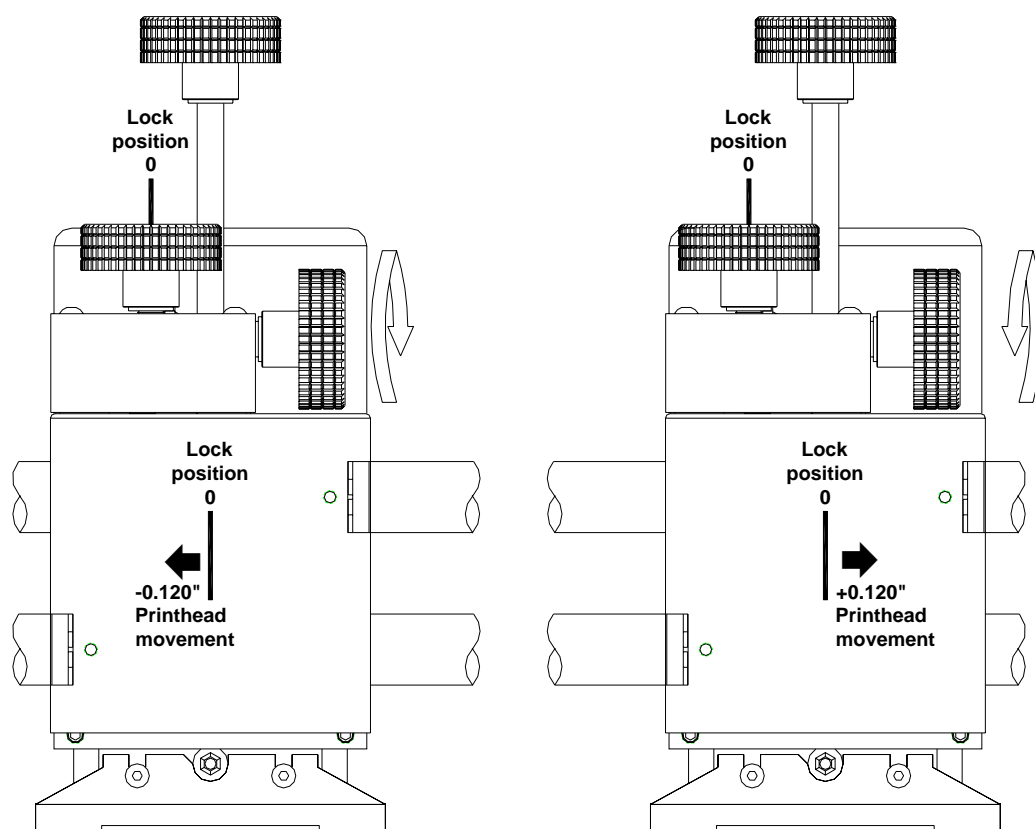 Lock
position
0
Lock
position
0
-0.120"
Printhead
movement
Lock
position
0
Lock
position
0
+0.120"
Printhead
movement